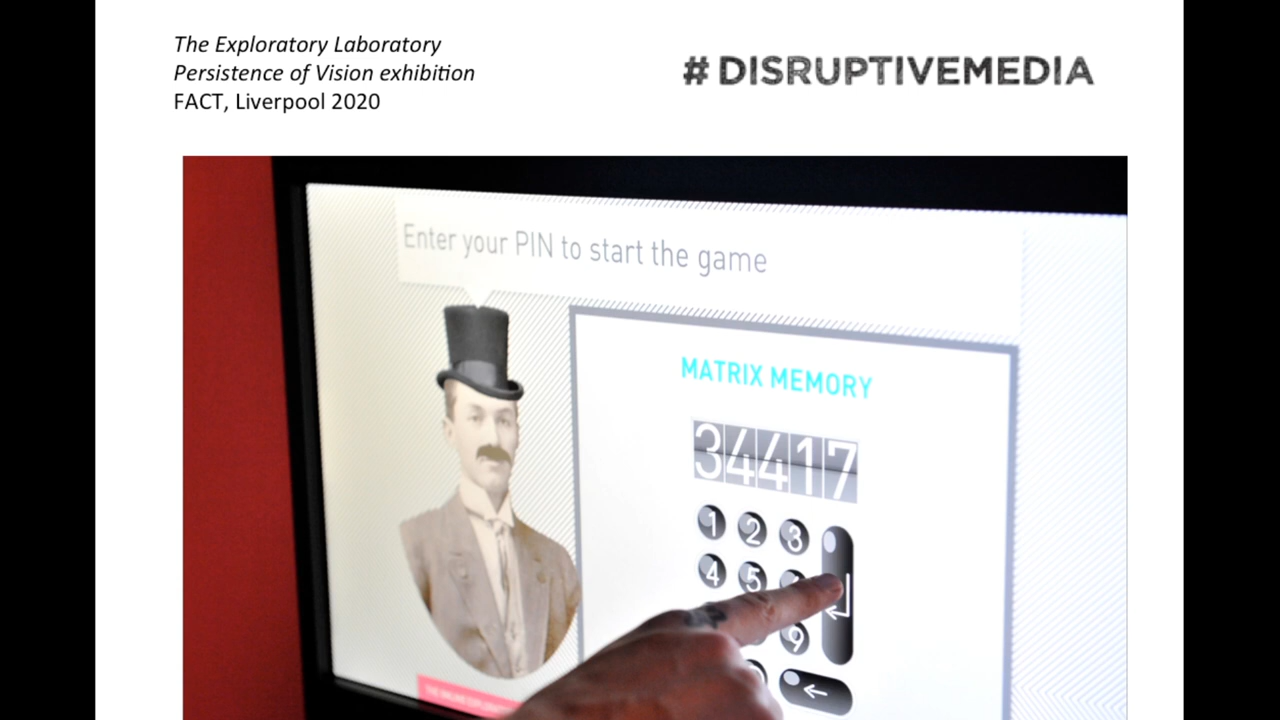 The Exploratory Laboratory
Persistence of Vision exhibition
FACT, Liverpool 2020
# DISRUPTIVEMEDIA
Enter your PIN to start the game
MATRIX MEMORY
34417
1 2 3
4 5
9